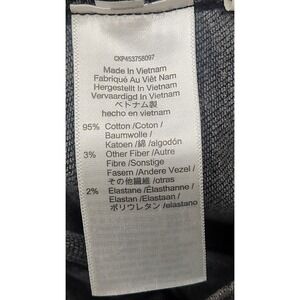 CKP453758097
Made In Vietnam
Fabriqué Au Viêt Nam
Hergestellt In Vietnam
Vervaardigd In Vietnam
ベトナム製
hecho en vietnam
95% Cotton /Coton /
Baumwolle /
Katoen /綿 /algodón
3% Other Fiber /Autre
Fibre /Sonstige
Fasern /Andere Vezel /
その他繊維 /otras
2% Elastane /Élasthanne /
Elastan /Elastaan /
ポリウレタン /elastano